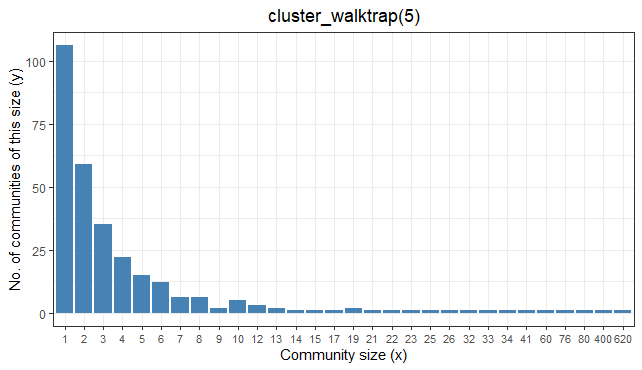 cluster_walktrap(5)
No. of communities of this size (y)
100
75
50
25
0
1 2 3 4 5 6 7 8 9 10 12 13 14 15 17 19 21 22 23 25 26 32 33 34 41 60 76 80 400 620
Community size (x)